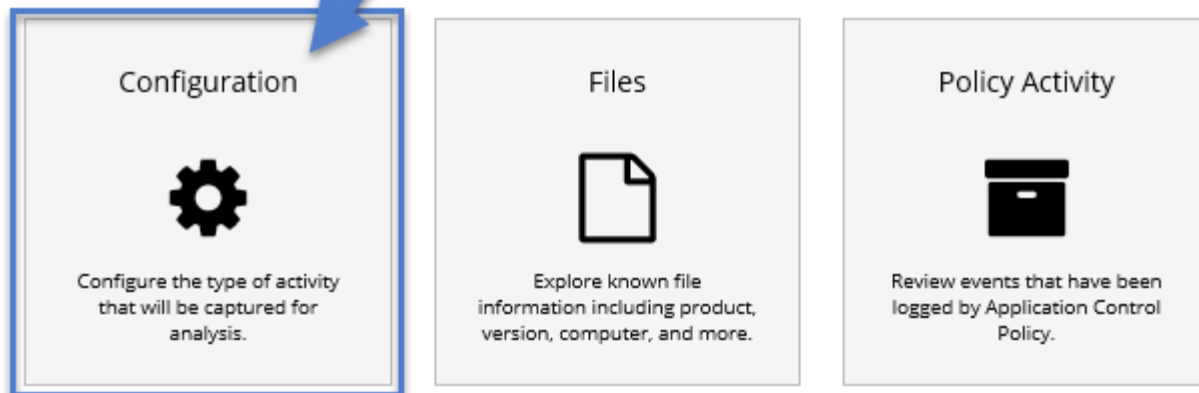 Configuration
Configure the type of activity
that will be captured for
analysis.
Files
Explore known file
information including product,
version, computer, and more.
Policy Activity
Review events that have been
logged by Application Control
Policy.